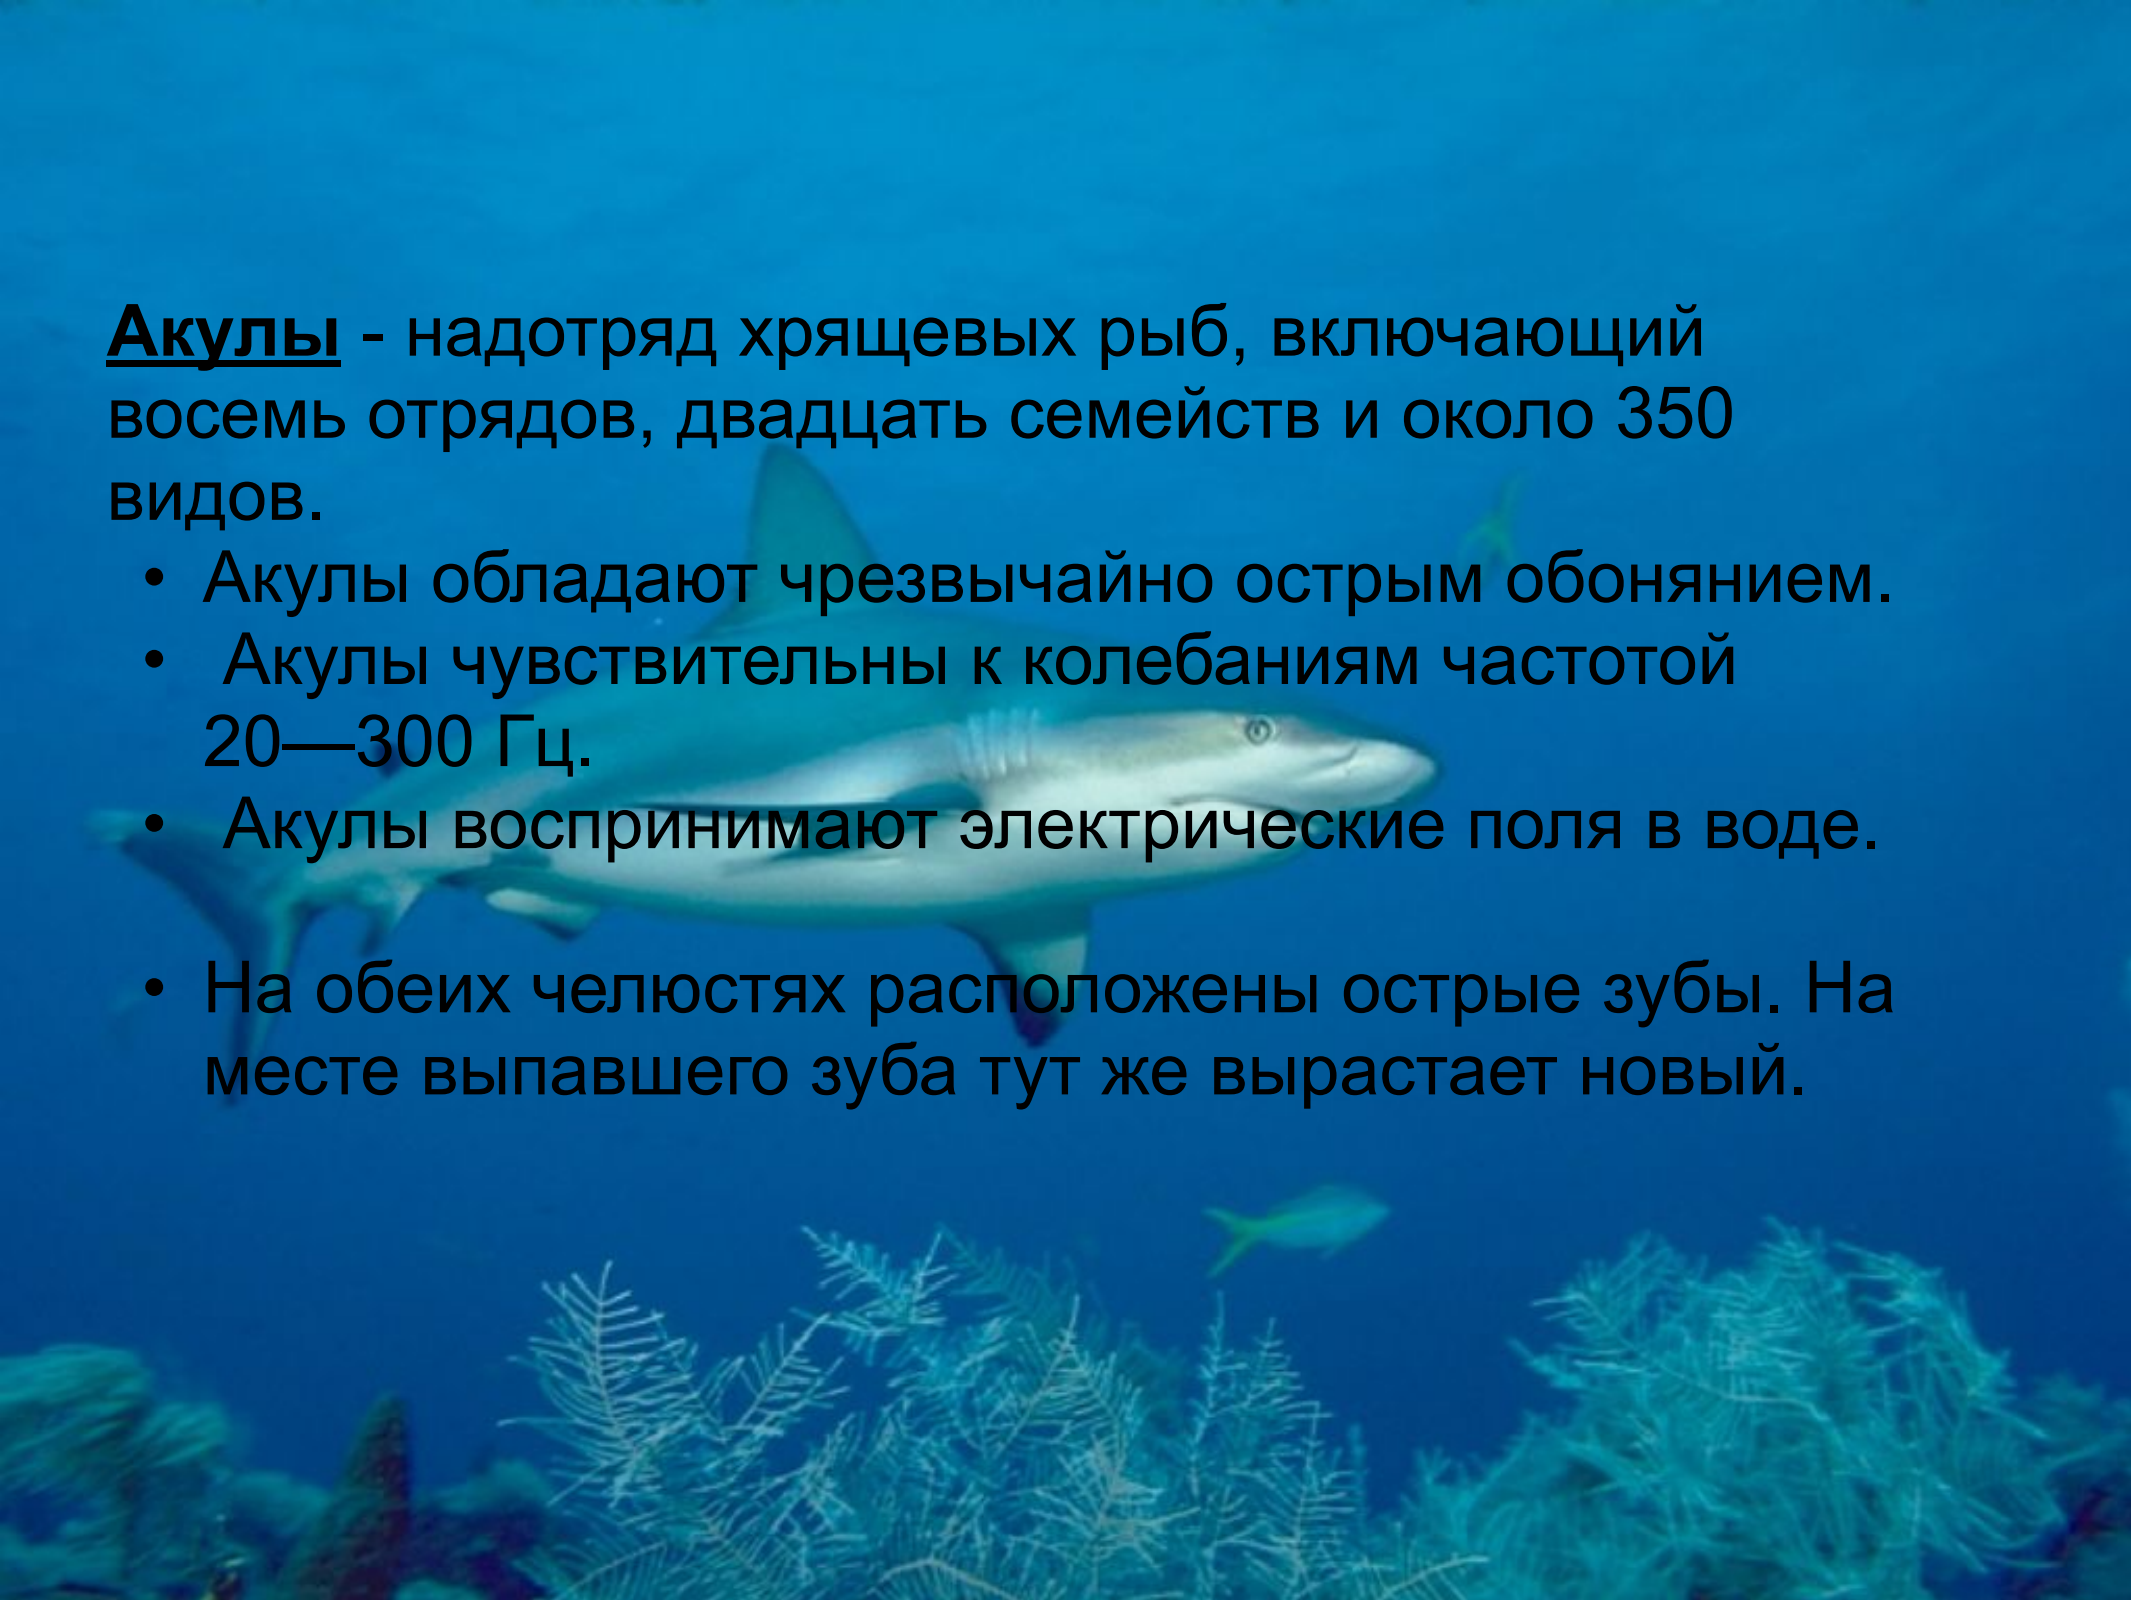 Акулы - надотряд хрящевых рыб, включающий
восемь отрядов, двадцать семейств и около 350
видов.
• Акулы обладают чрезвычайно острым обонянием.
• Акулы чувствительны к колебаниям частотой
20—300 Гц.
• Акулы воспринимают электрические поля в воде.
• На обеих челюстях расположены острые зубы. На
месте выпавшего зуба тут же вырастает новый.